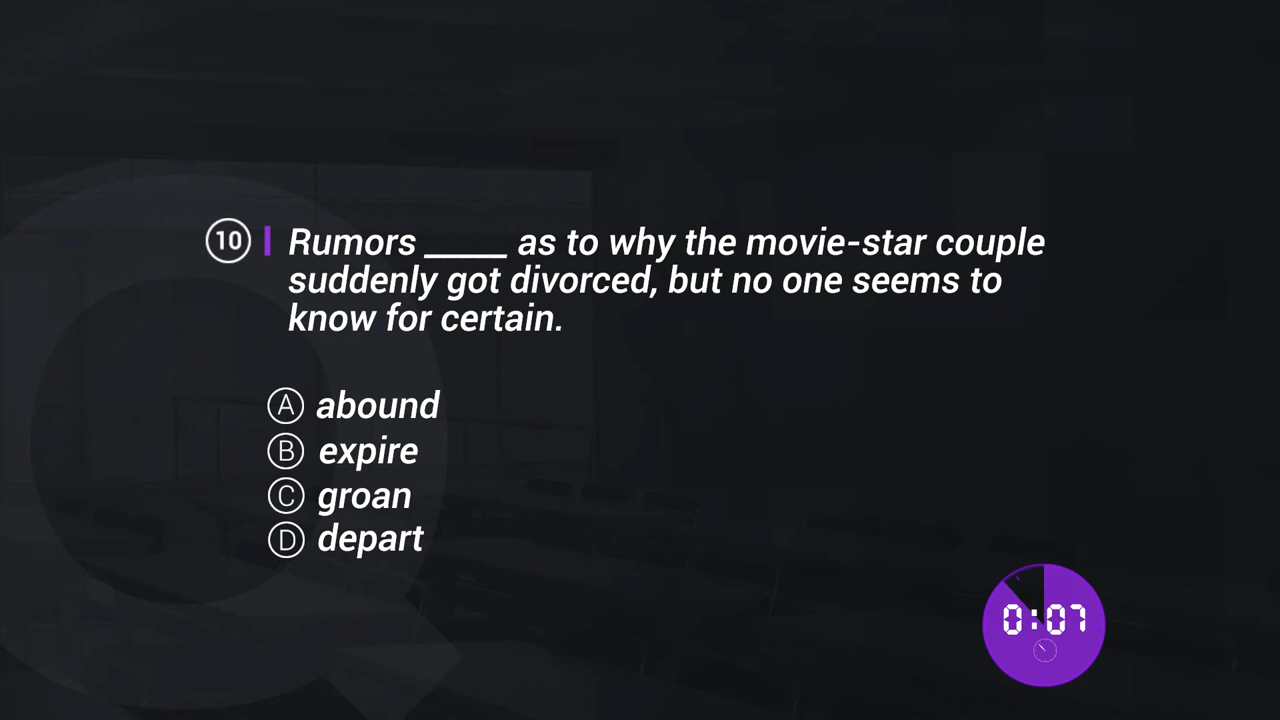 10 Rumors _____ as to why the movie-star couple
suddenly got divorced, but no one seems to
know for certain.
A abound
B expire
C groan
D depart
0:07